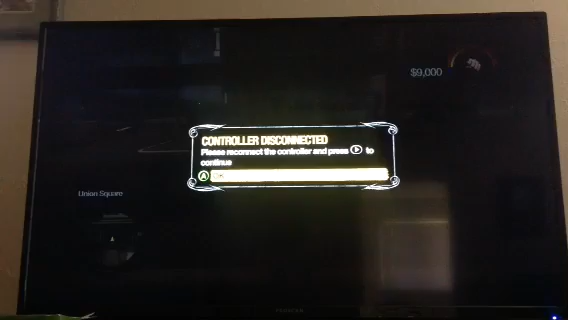 $9,000
CONTROLLER DISCONNECTED
Please reconnect the controller and press to
continue
A
Union Square